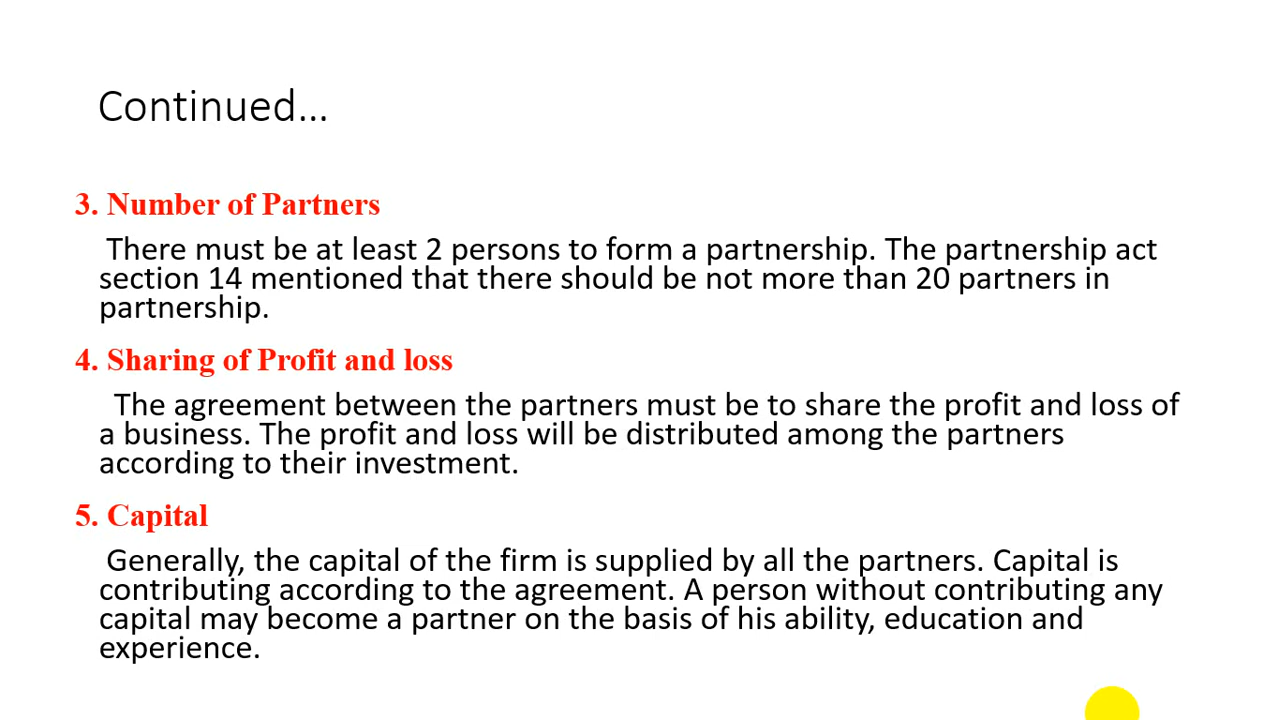 Continued...
3. Number of Partners
There must be at least 2 persons to form a partnership. The partnership act
section 14 mentioned that there should be not more than 20 partners in
partnership.
4. Sharing of Profit and loss
The agreement between the partners must be to share the profit and loss of
a business. The profit and loss will be distributed among the partners
according to their investment.
5. Capital
Generally, the capital of the firm is supplied by all the partners. Capital is
contributing according to the agreement. A person without contributing any
capital may become a partner on the basis of his ability, education and
experience.